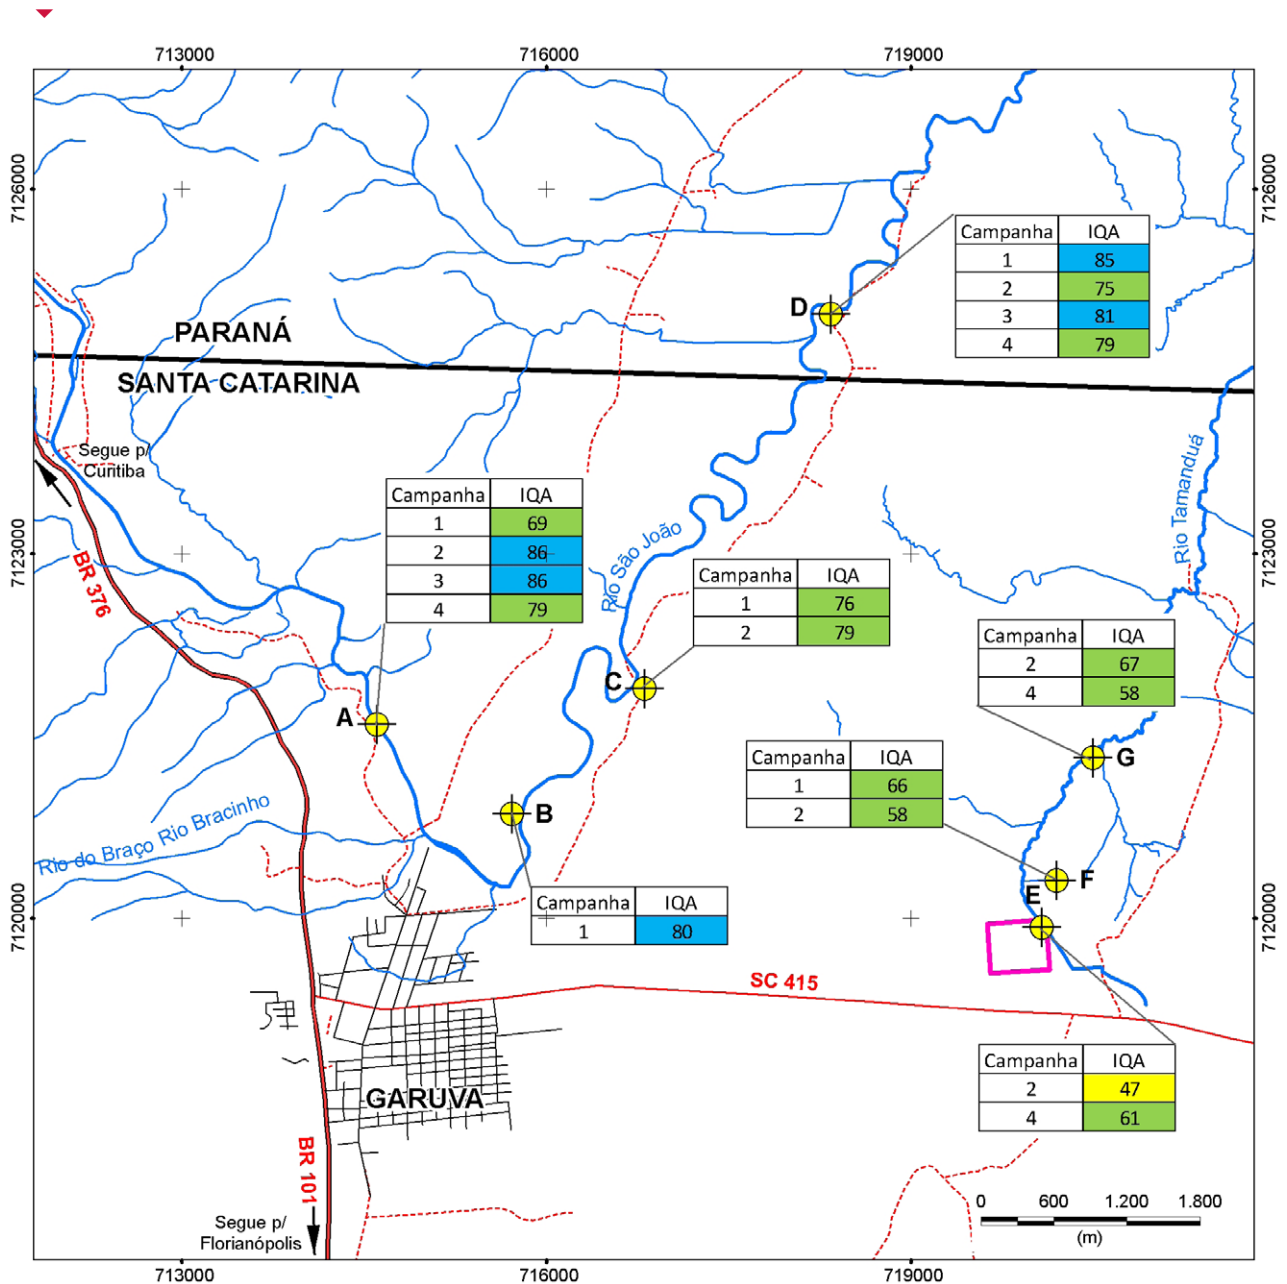 713000 716000 719000
7126000 7126000
Campanha IQA
1 85
2 75
3 81
4 79
D
PARANÁ
SANTA CATARINA
Segue p/
Curitiba
Rio Tamanduá
Campanha IQA
1 69
2 86
3 86
4 79
7123000 7123000
BR 376
Rio São João
Campanha IQA
1 76
2 79
Campanha IQA
2 67
4 58
C
A
G
Campanha IQA
1 66
2 58
B
Rio do Braço Rio Bracinho
F
E
Campanha IQA
1 80
7120000 7120000
SC 415
GARUVA
Campanha IQA
2 47
4 61
BR 101
Segue p/
Florianópolis
0 600 1.200 1.800
(m)
713000 716000 719000